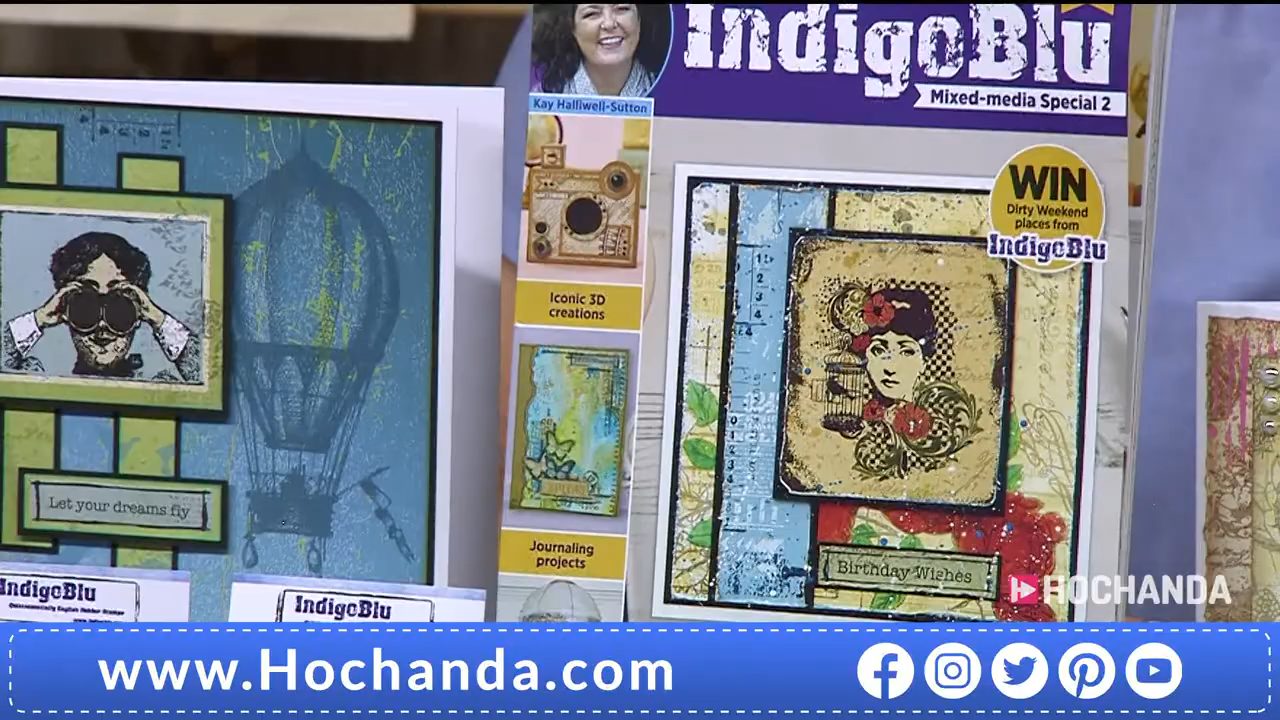 IndigoBlu
Mixed-media Special 2
Kay Halliwell-Sutton
WIN
Dirty Weekend
places from
IndigoBlu
Iconic 3D
creations
Journaling
projects
Birthday Wishes
Let your dreams fly
IndigoBlu
IndigoBlu
HOCHANDA
www.Hochanda.com